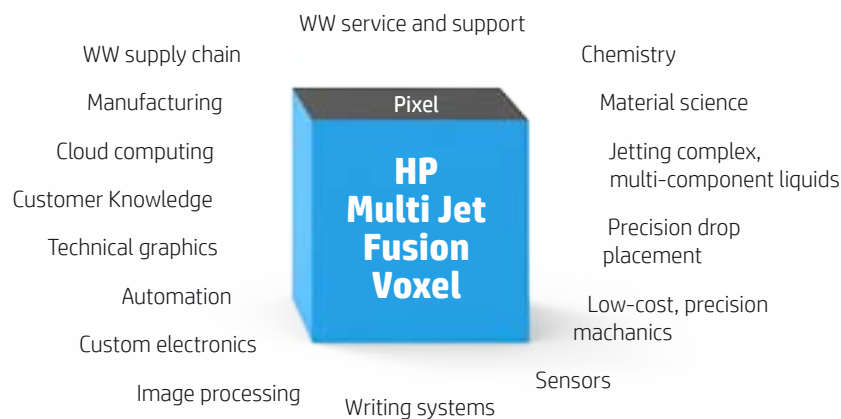 WW service and support
WW supply chain
Chemistry
Manufacturing
Pixel
Material science
Cloud computing
HP
Multi Jet
Fusion
Voxel
Jetting complex,
multi-component liquids
Customer Knowledge
Technical graphics
Precision drop
placement
Automation
Low-cost, precision
machanics
Custom electronics
Sensors
Image processing
Writing systems